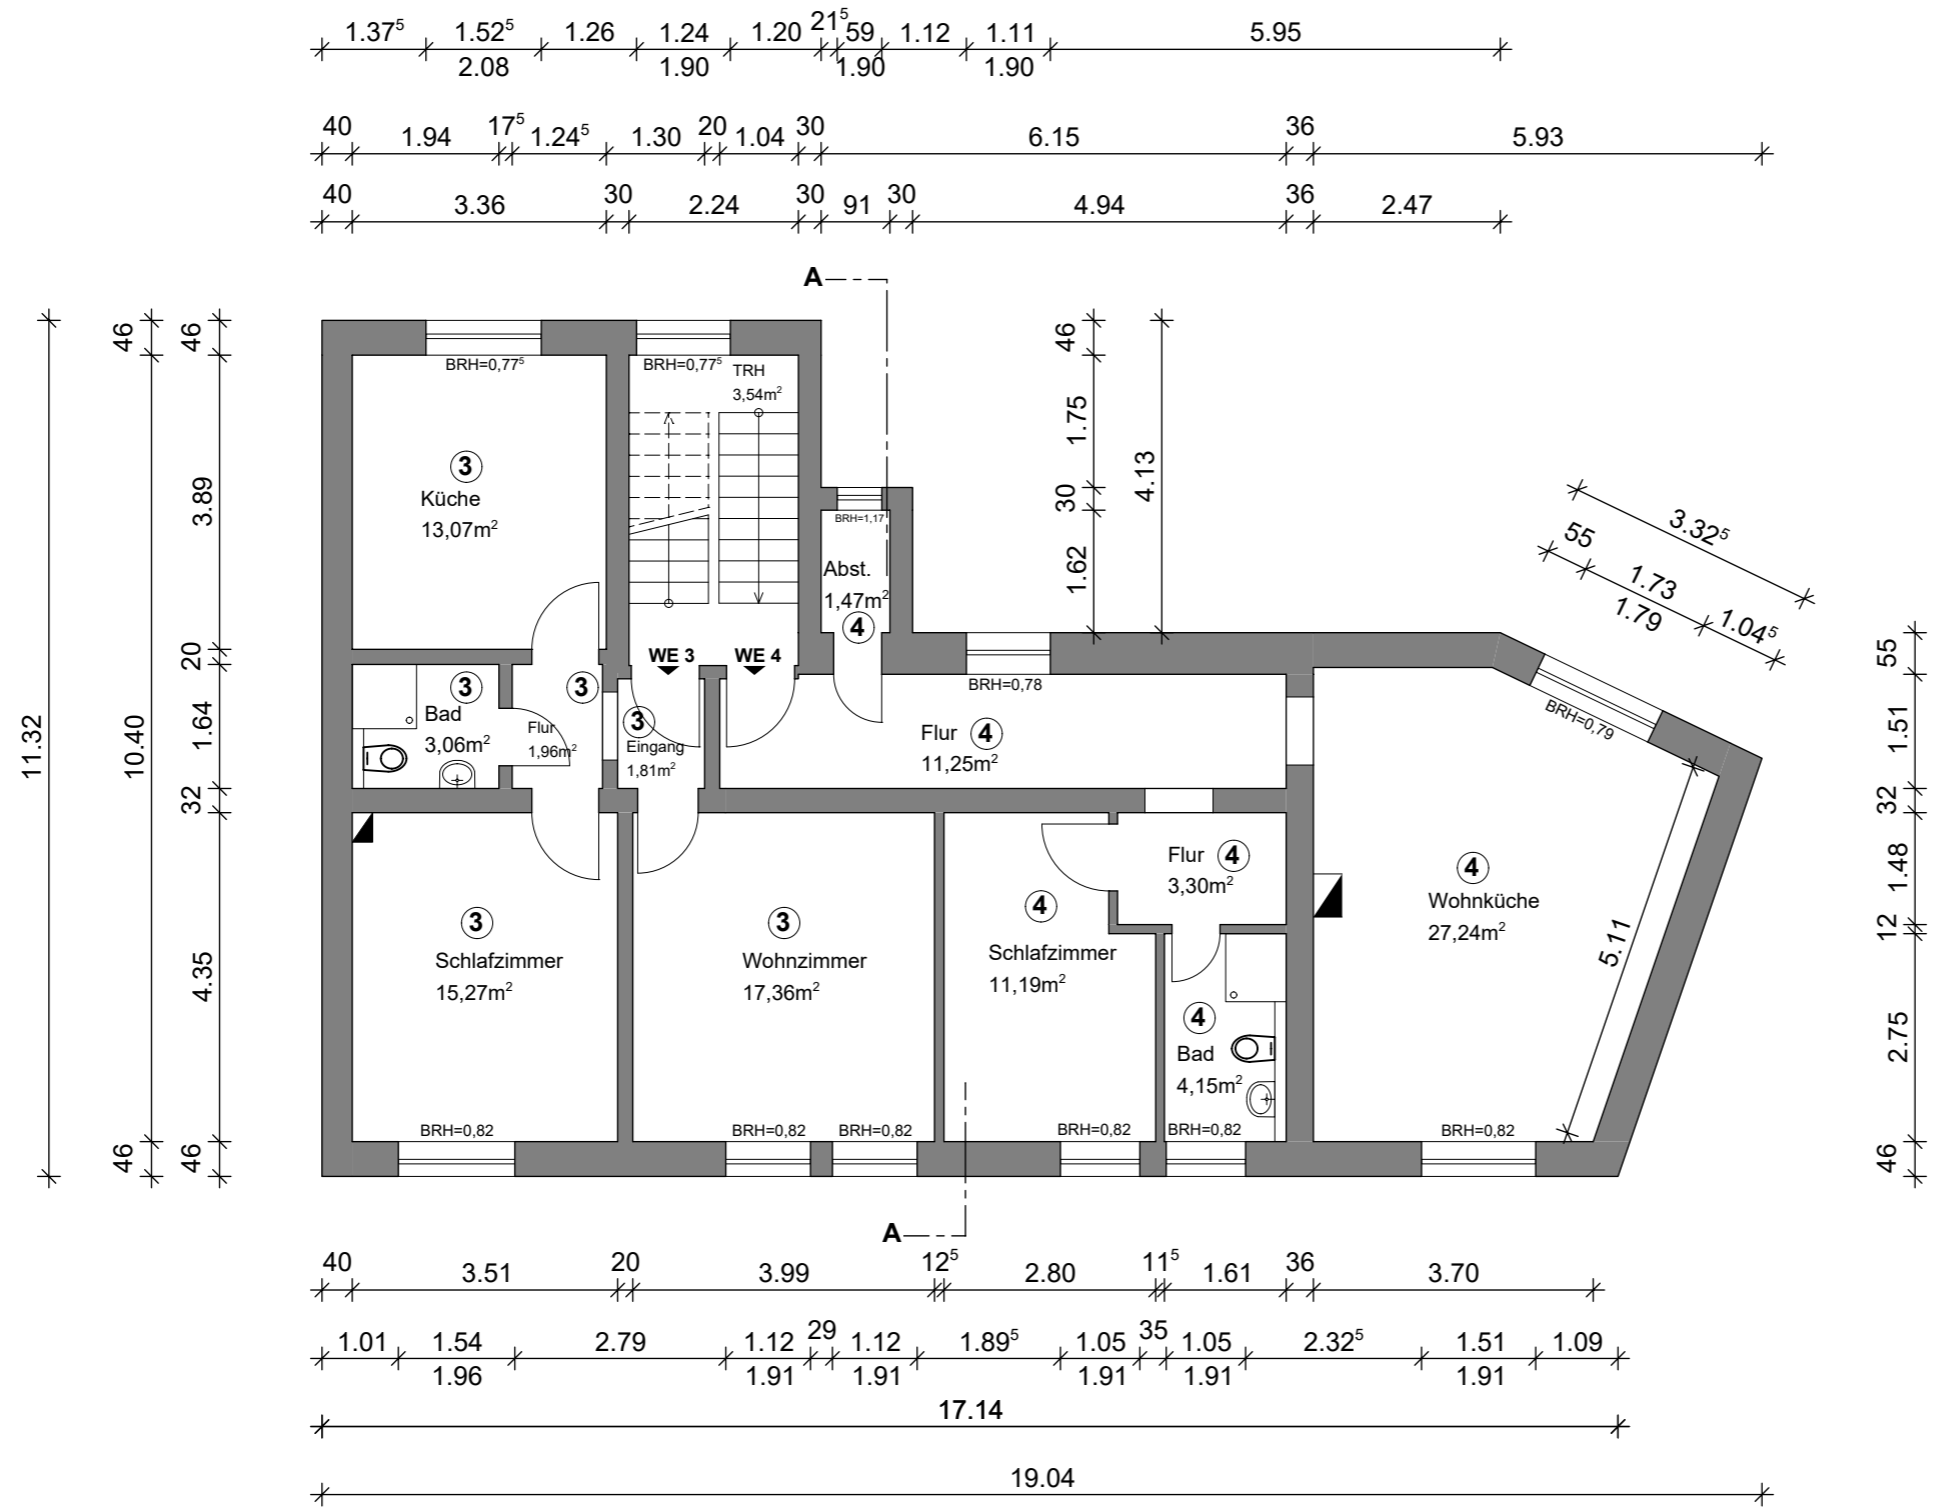 1.37⁵ 1.52⁵ 1.26 1.24 1.20 21⁵ 59 1.12 1.11 5.95
2.08 1.90 1.90 1.90
40 1.94 17⁵ 1.24⁵ 1.30 20 1.04 30 6.15 36 5.93
40 3.36 30 2.24 30 91 30 4.94 36 2.47
A
11.32
46 10.40 46
46 3.89 20 1.64 32 4.35 46
46 1.75 30 1.62
4.13
3.32⁵
55 1.73 1.04⁵
1.79
55 1.51 32 1.48 12 2.75 46
BRH=0,77⁵
BRH=0,77⁵
TRH
3,54m²
3
Küche
13,07m²
BRH=1,17
Abst.
1,47m²
4
WE 3
WE 4
3
Bad
3,06m²
3
Flur
1,96m²
3
Eingang
1,81m²
BRH=0,78
Flur 4
11,25m²
BRH=0,79
Flur 4
3,30m²
4
Wohnküche
27,24m²
5.11
3
Schlafzimmer
15,27m²
3
Wohnzimmer
17,36m²
4
Schlafzimmer
11,19m²
4
Bad
4,15m²
BRH=0,82
BRH=0,82
BRH=0,82
BRH=0,82
BRH=0,82
BRH=0,82
A
40 3.51 20 3.99 12⁵ 2.80 11⁵ 1.61 36 3.70
1.01 1.54 2.79 1.12 29 1.12 1.89⁵ 1.05 35 1.05 2.32⁵ 1.51 1.09
1.96 1.91 1.91 1.91 1.91 1.91
17.14
19.04